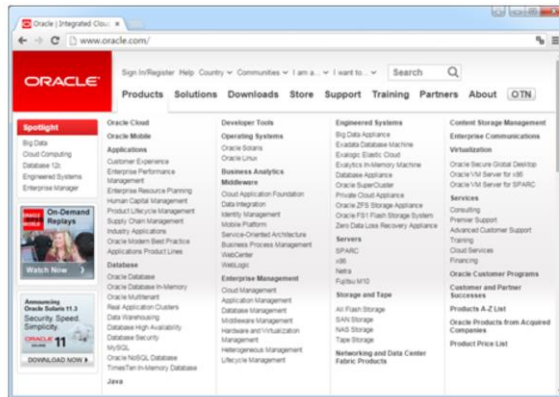 Oracle | Integrated Clou
www.oracle.com/
ORACLE
Sign In/Register Help Country Communities I am a... I want to... Search
Products Solutions Downloads Store Support Training Partners About OTN
Spotlight
Big Data
Cloud Computing
Database 12c
Engineered Systems
Enterprise Manager
On-Demand
Replays
Watch Now
Announcing
Oracle Solaris 11.3
Security. Speed.
Simplicity.
ORACLE 11
DOWNLOAD NOW
Oracle Cloud
Oracle Mobile
Applications
Customer Experience
Enterprise Performance
Management
Enterprise Resource Planning
Human Capital Management
Product Lifecycle Management
Supply Chain Management
Industry Applications
Oracle Modern Best Practice
Applications Product Lines
Database
Oracle Database
Oracle Database In-Memory
Oracle Multitenant
Real Application Clusters
Data Warehousing
Database High Availability
Database Security
MySQL
Oracle NoSQL Database
TimesTen In-Memory Database
Java
Developer Tools
Operating Systems
Oracle Solaris
Oracle Linux
Business Analytics
Middleware
Cloud Application Foundation
Data Integration
Identity Management
Mobile Platform
Service-Oriented Architecture
Business Process Management
WebCenter
WebLogic
Enterprise Management
Cloud Management
Application Management
Database Management
Middleware Management
Hardware and Virtualization
Management
Heterogeneous Management
Lifecycle Management
Engineered Systems
Big Data Appliance
Exadata Database Machine
Exalogic Elastic Cloud
Exalytics In-Memory Machine
Database Appliance
Oracle SuperCluster
Private Cloud Appliance
Oracle ZFS Storage Appliance
Oracle FS1 Flash Storage System
Zero Data Loss Recovery Appliance
Servers
SPARC
x86
Netra
Fujitsu M10
Storage and Tape
All Flash Storage
SAN Storage
NAS Storage
Tape Storage
Networking and Data Center
Fabric Products
Content Storage Management
Enterprise Communications
Virtualization
Oracle Secure Global Desktop
Oracle VM Server for x86
Oracle VM Server for SPARC
Services
Consulting
Premier Support
Advanced Customer Support
Training
Cloud Services
Financing
Oracle Customer Programs
Customer and Partner
Successes
Products A-Z List
Oracle Products from Acquired
Companies
Product Price List